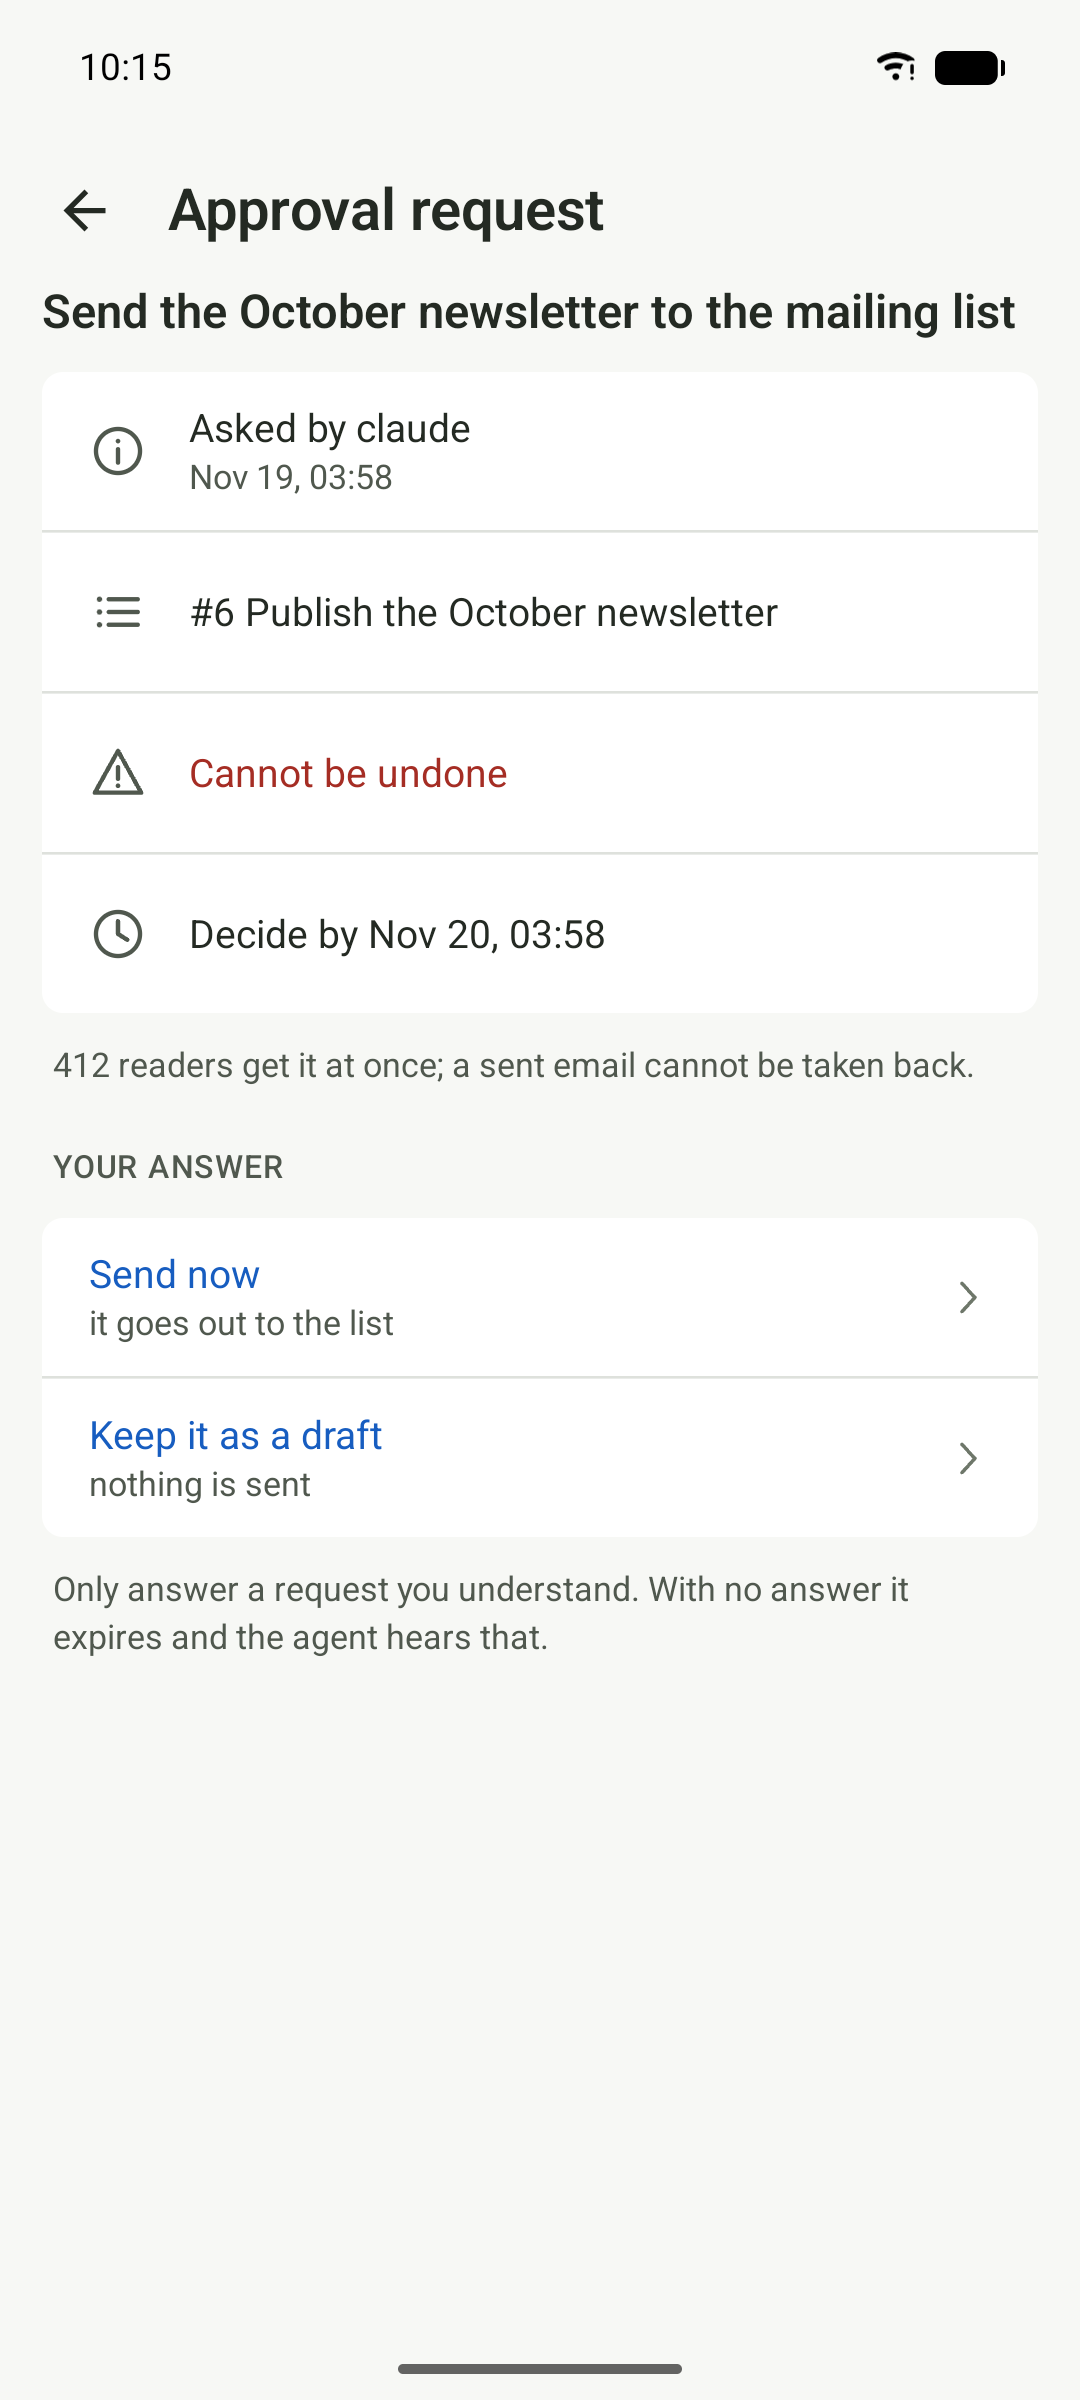 10:15
Approval request
Send the October newsletter to the mailing list
Asked by claude
Nov 19, 03:58
#6 Publish the October newsletter
Cannot be undone
Decide by Nov 20, 03:58
412 readers get it at once; a sent email cannot be taken back.
YOUR ANSWER
Send now
it goes out to the list
Keep it as a draft
nothing is sent
Only answer a request you understand. With no answer it
expires and the agent hears that.